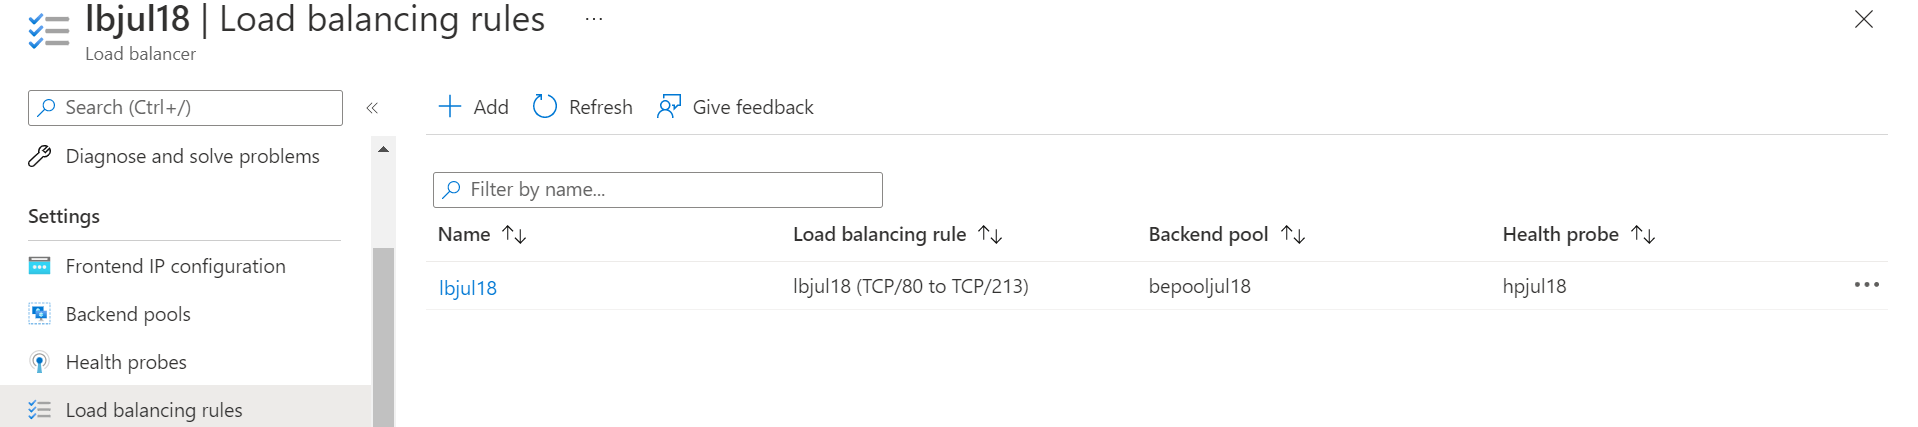 lbjul18 | Load balancing rules ...
Load balancer
Search (Ctrl+/)
«
Diagnose and solve problems
Settings
Frontend IP configuration
Backend pools
Health probes
Load balancing rules
Add Refresh Give feedback
Filter by name...
Name Load balancing rule Backend pool Health probe
lbjul18 lbjul18 (TCP/80 to TCP/213) bepooljul18 hpjul18 ...